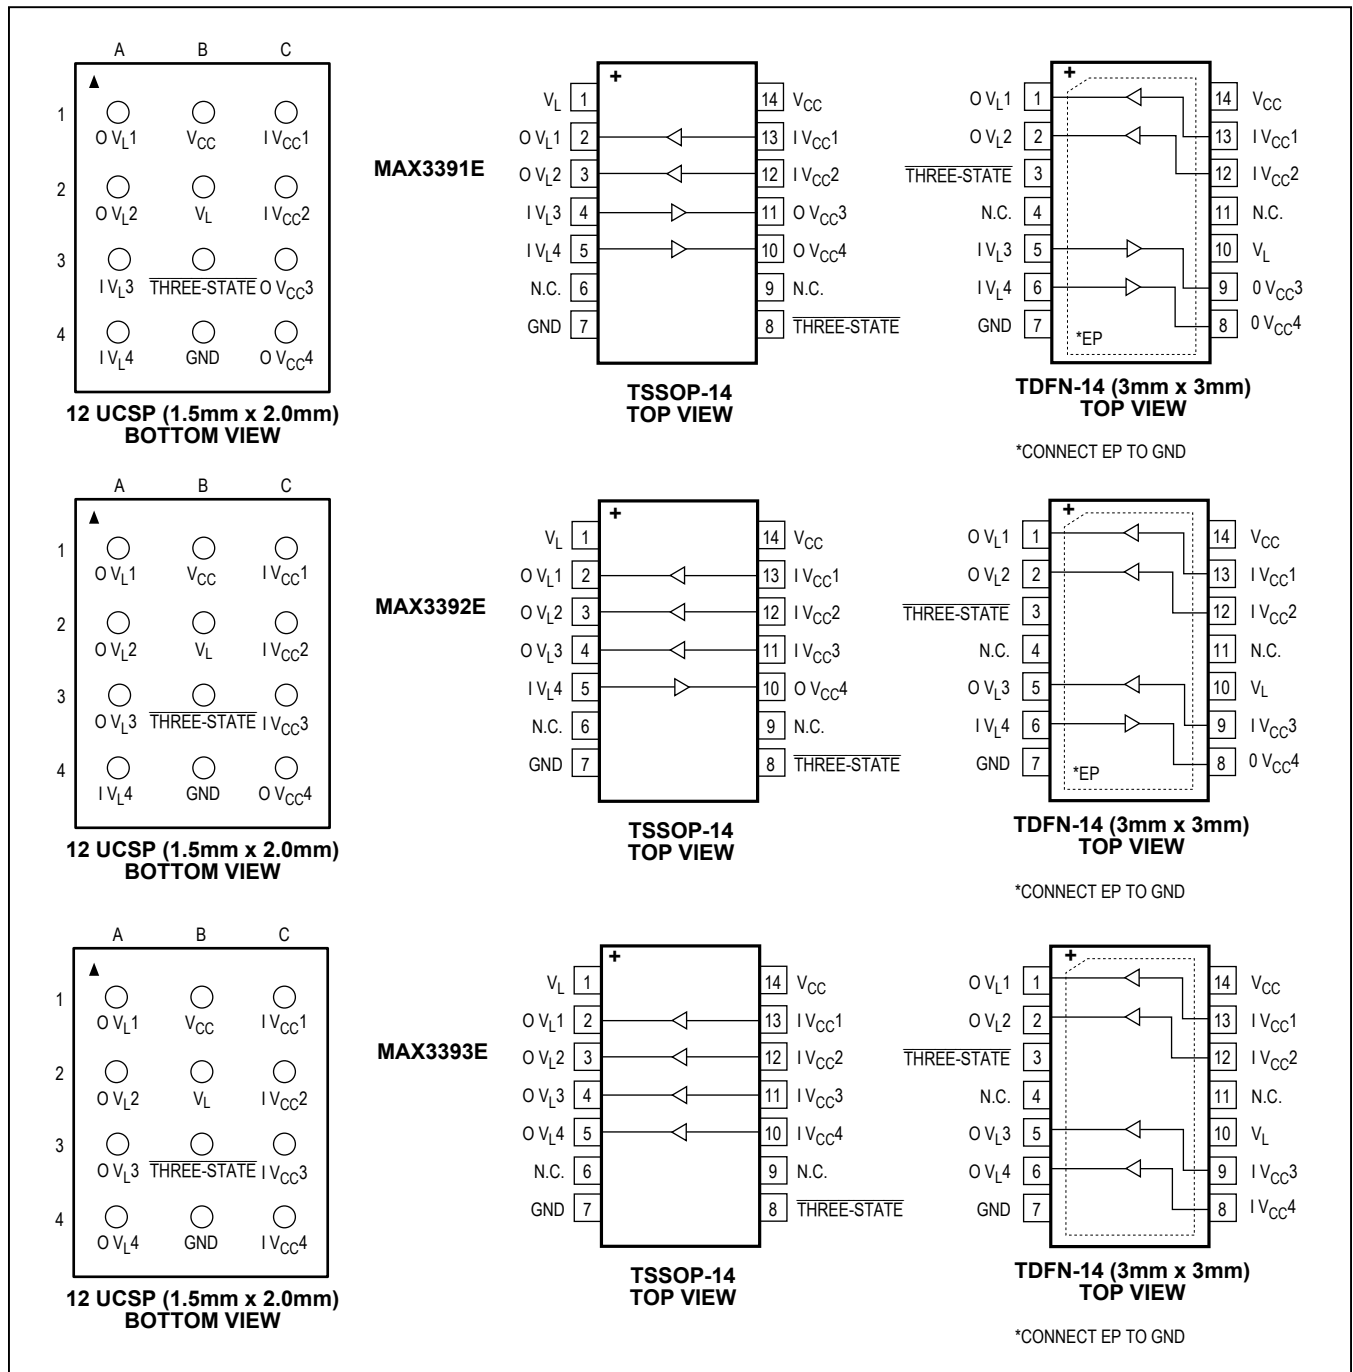 A B C
1
O VL1 VCC I VCC1
2
O VL2 VL I VCC2
3
I VL3 THREE-STATE O VCC3
4
I VL4 GND O VCC4
12 UCSP (1.5mm x 2.0mm)
BOTTOM VIEW
MAX3391E
+
VL 1 14 VCC
O VL1 2 13 I VCC1
O VL2 3 12 I VCC2
I VL3 4 11 O VCC3
I VL4 5 10 O VCC4
N.C. 6 9 N.C.
GND 7 8 THREE-STATE
TSSOP-14
TOP VIEW
+
O VL1 1 14 VCC
O VL2 2 13 I VCC1
THREE-STATE 3 12 I VCC2
N.C. 4 11 N.C.
I VL3 5 10 VL
I VL4 6 9 0 VCC3
GND 7 8 0 VCC4
*EP
TDFN-14 (3mm x 3mm)
TOP VIEW
*CONNECT EP TO GND
A B C
1
O VL1 VCC I VCC1
2
O VL2 VL I VCC2
3
O VL3 THREE-STATE I VCC3
4
I VL4 GND O VCC4
12 UCSP (1.5mm x 2.0mm)
BOTTOM VIEW
MAX3392E
+
VL 1 14 VCC
O VL1 2 13 I VCC1
O VL2 3 12 I VCC2
O VL3 4 11 I VCC3
I VL4 5 10 O VCC4
N.C. 6 9 N.C.
GND 7 8 THREE-STATE
TSSOP-14
TOP VIEW
+
O VL1 1 14 VCC
O VL2 2 13 I VCC1
THREE-STATE 3 12 I VCC2
N.C. 4 11 N.C.
O VL3 5 10 VL
I VL4 6 9 I VCC3
GND 7 8 0 VCC4
*EP
TDFN-14 (3mm x 3mm)
TOP VIEW
*CONNECT EP TO GND
A B C
1
O VL1 VCC I VCC1
2
O VL2 VL I VCC2
3
O VL3 THREE-STATE I VCC3
4
O VL4 GND I VCC4
12 UCSP (1.5mm x 2.0mm)
BOTTOM VIEW
MAX3393E
+
VL 1 14 VCC
O VL1 2 13 I VCC1
O VL2 3 12 I VCC2
O VL3 4 11 I VCC3
O VL4 5 10 I VCC4
N.C. 6 9 N.C.
GND 7 8 THREE-STATE
TSSOP-14
TOP VIEW
+
O VL1 1 14 VCC
O VL2 2 13 I VCC1
THREE-STATE 3 12 I VCC2
N.C. 4 11 N.C.
O VL3 5 10 VL
O VL4 6 9 I VCC3
GND 7 8 I VCC4
TDFN-14 (3mm x 3mm)
TOP VIEW
*CONNECT EP TO GND